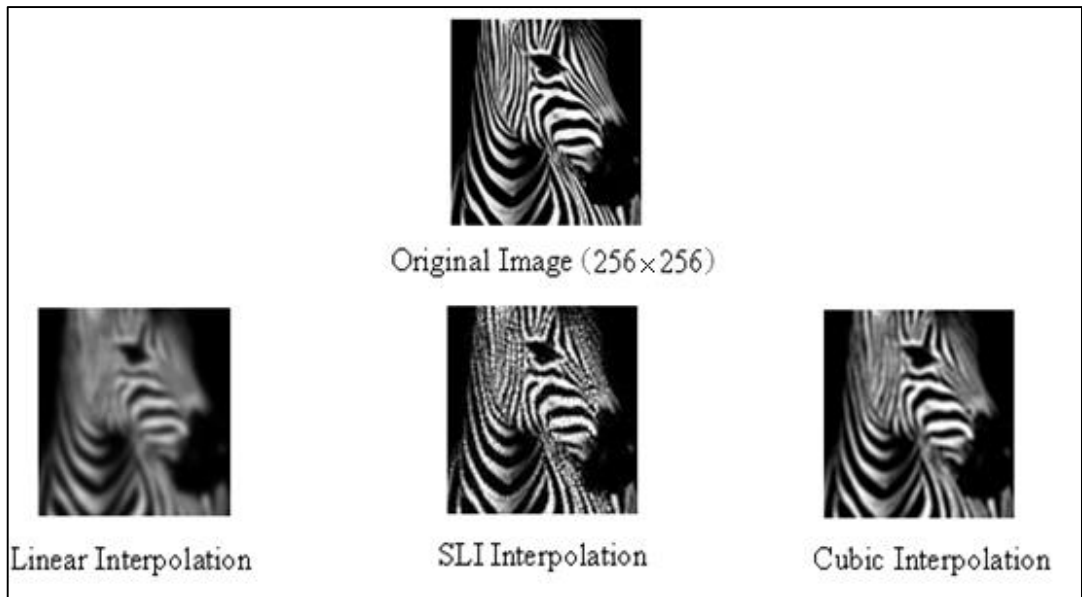 Original Image (256×256)
Linear Interpolation
SLI Interpolation
Cubic Interpolation